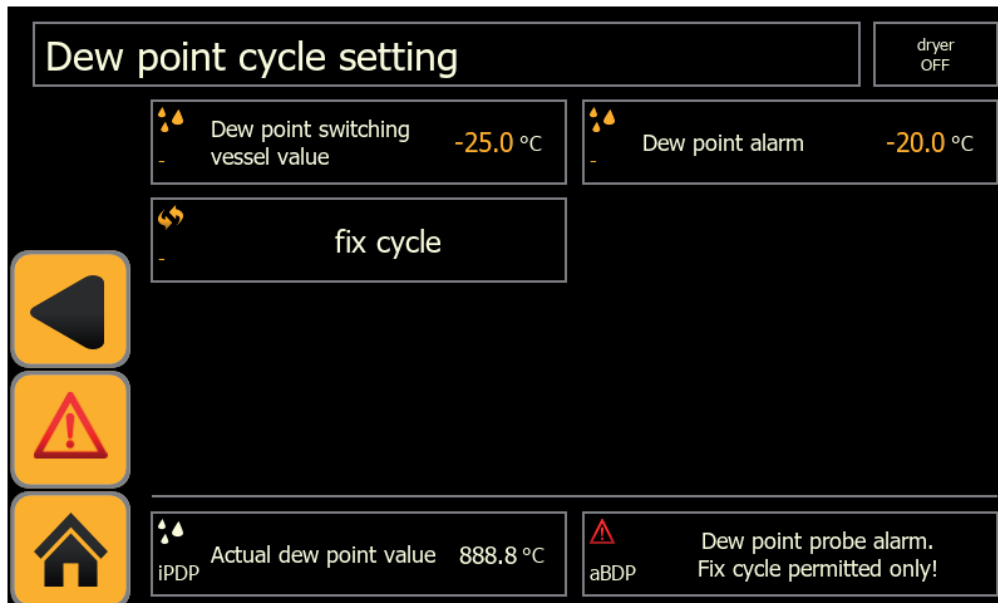 Dew point cycle setting
dryer
OFF
Dew point switching
vessel value
-25.0 °C
-
Dew point alarm
-20.0 °C
-
fix cycle
-
Actual dew point value 888.8 °C
iPDP
Dew point probe alarm.
Fix cycle permitted only!
aBDP